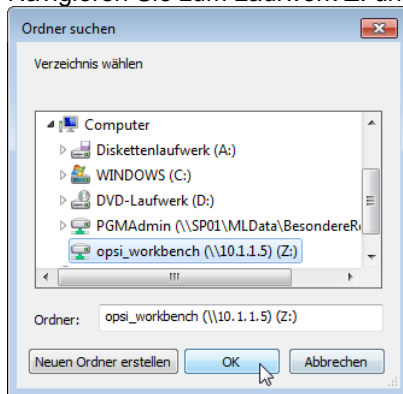 Ordner suchen
Verzeichnis wählen
Computer
Diskettenlaufwerk (A:)
WINDOWS (C:)
DVD-Laufwerk (D:)
PGMAdmin (\\SP01\MLData\BesondereR
opsi_workbench (\\10.1.1.5) (Z:)
Ordner: opsi_workbench (\\10.1.1.5) (Z:)
Neuen Ordner erstellen OK Abbrechen